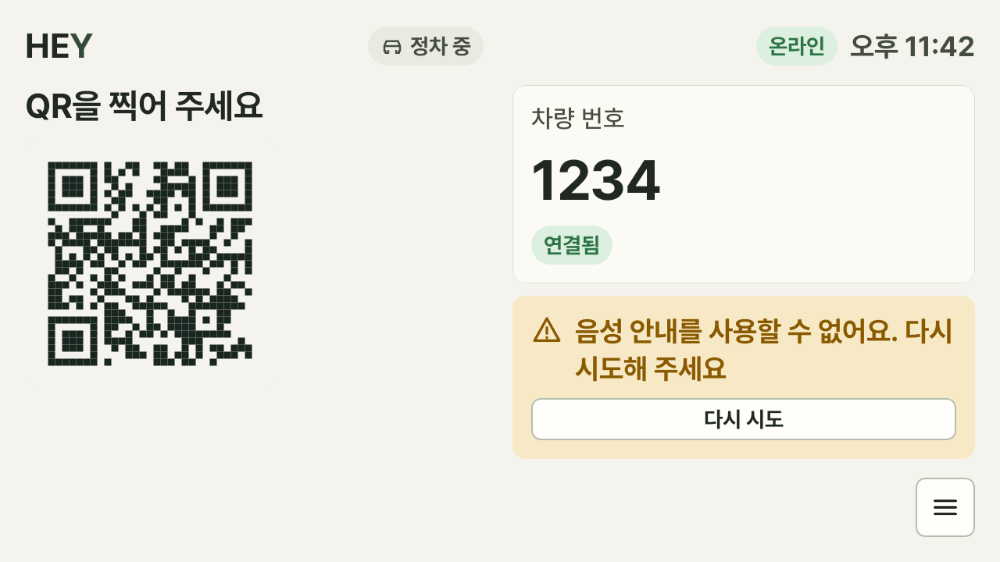 HEY
정차 중
온라인
오후 11:42
QR을 찍어 주세요
차량 번호
1234
연결됨
음성 안내를 사용할 수 없어요. 다시
시도해 주세요
다시 시도